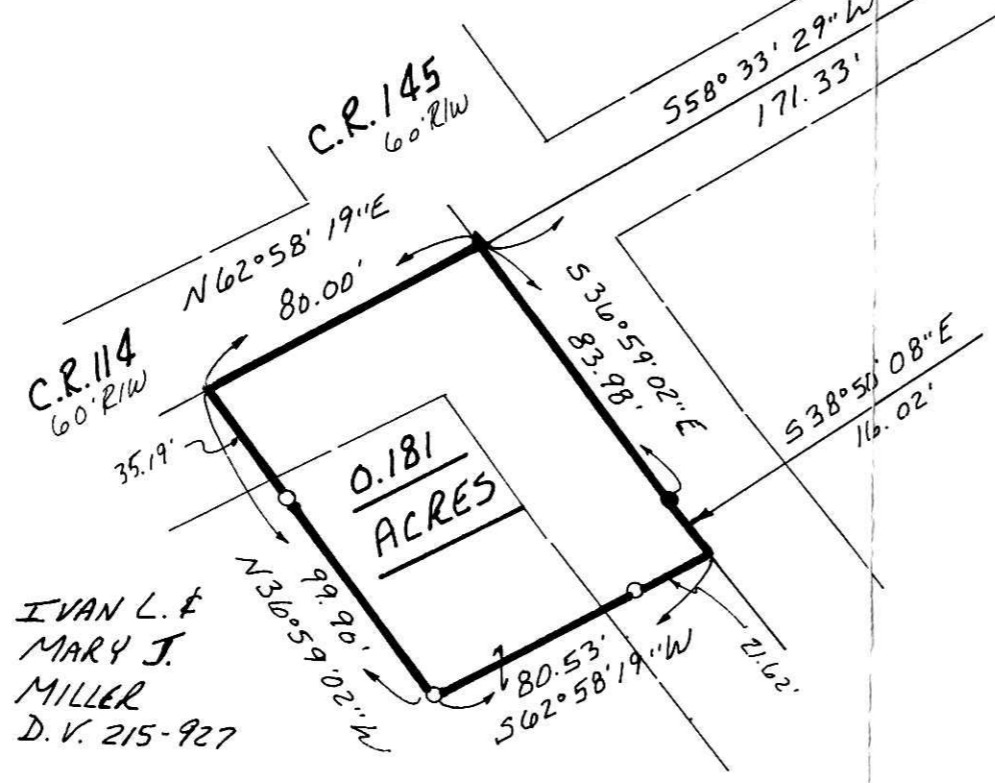 C.R. 145
60' R/W
S58° 33' 29" W
171.33'
N62°58' 19"E
80.00'
C.R. 114
60' R/W
35.19'
S36°59'02"E
83.98'
S38°50'08"E
16.02'
0.181
ACRES
99.90'
N36°59'02"W
80.53'
S62°58'19"W
21.62'
IVAN L. &
MARY J.
MILLER
D.V. 215-927